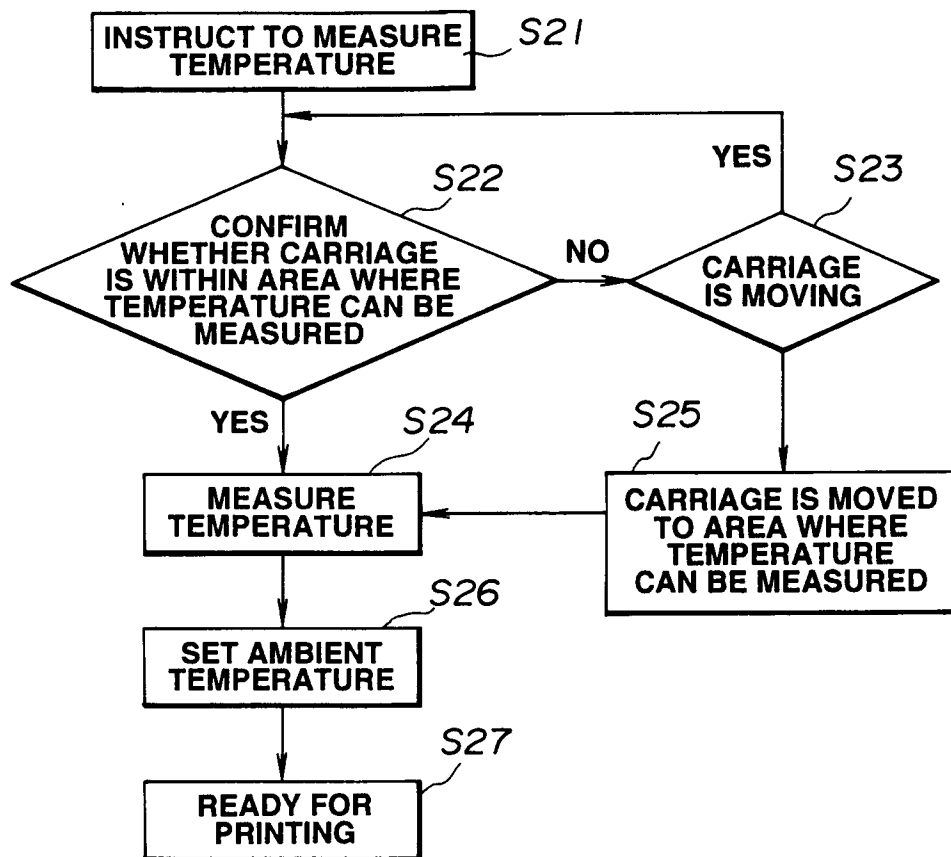 INSTRUCT TO MEASURE
TEMPERATURE
S21
YES
S22
S23
CONFIRM
WHETHER CARRIAGE
IS WITHIN AREA WHERE
TEMPERATURE CAN BE
MEASURED
NO
CARRIAGE
IS MOVING
YES
S24
S25
MEASURE
TEMPERATURE
CARRIAGE IS MOVED
TO AREA WHERE
TEMPERATURE
CAN BE MEASURED
S26
SET AMBIENT
TEMPERATURE
S27
READY FOR
PRINTING